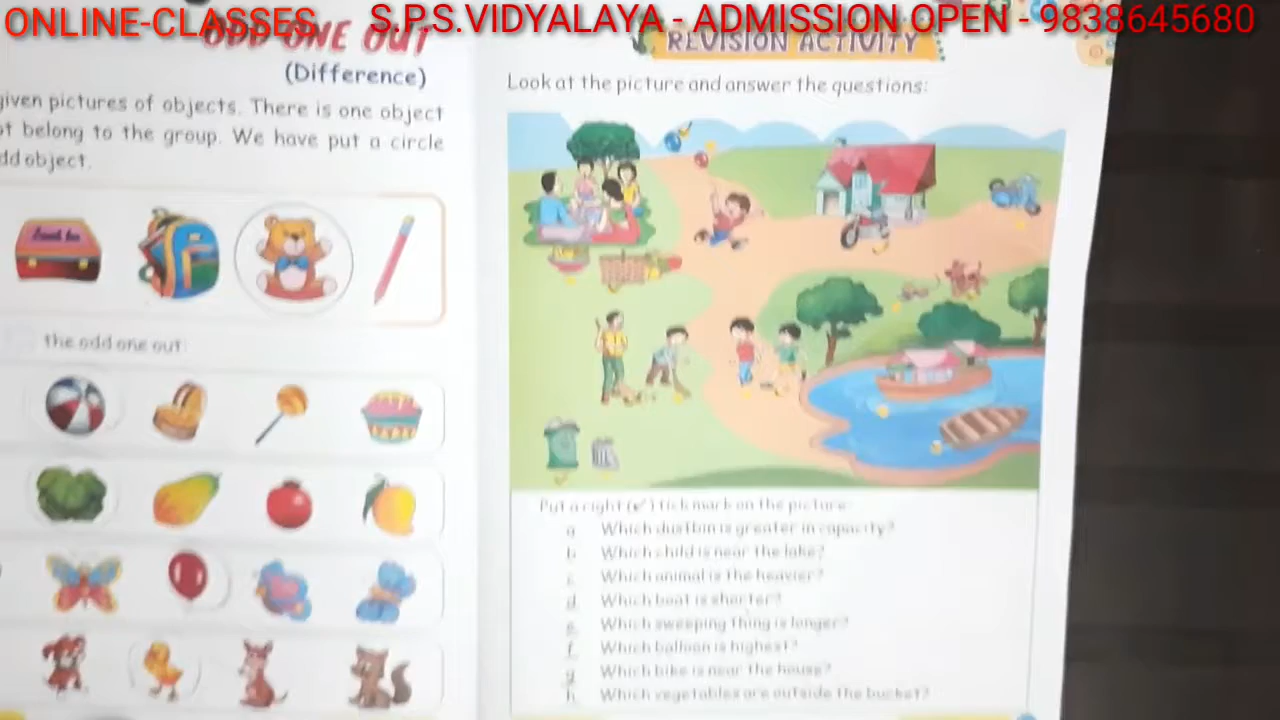 ONLINE-CLASSES
S.P.S.VIDYALAYA - ADMISSION OPEN - 9838645680
ODD ONE OUT
(Difference)
given pictures of objects. There is one object
ot belong to the group. We have put a circle
dd object.
the odd one out:
REVISION ACTIVITY
Look at the picture and answer the questions:
Put a right (✓) tick mark on the picture:
a. Which dustbin is greater in capacity?
b. Which child is near the lake?
c. Which animal is the heavier?
d. Which boat is shorter?
e. Which sweeping thing is longer?
f. Which balloon is highest?
g. Which bike is near the house?
h. Which vegetables are outside the bucket?